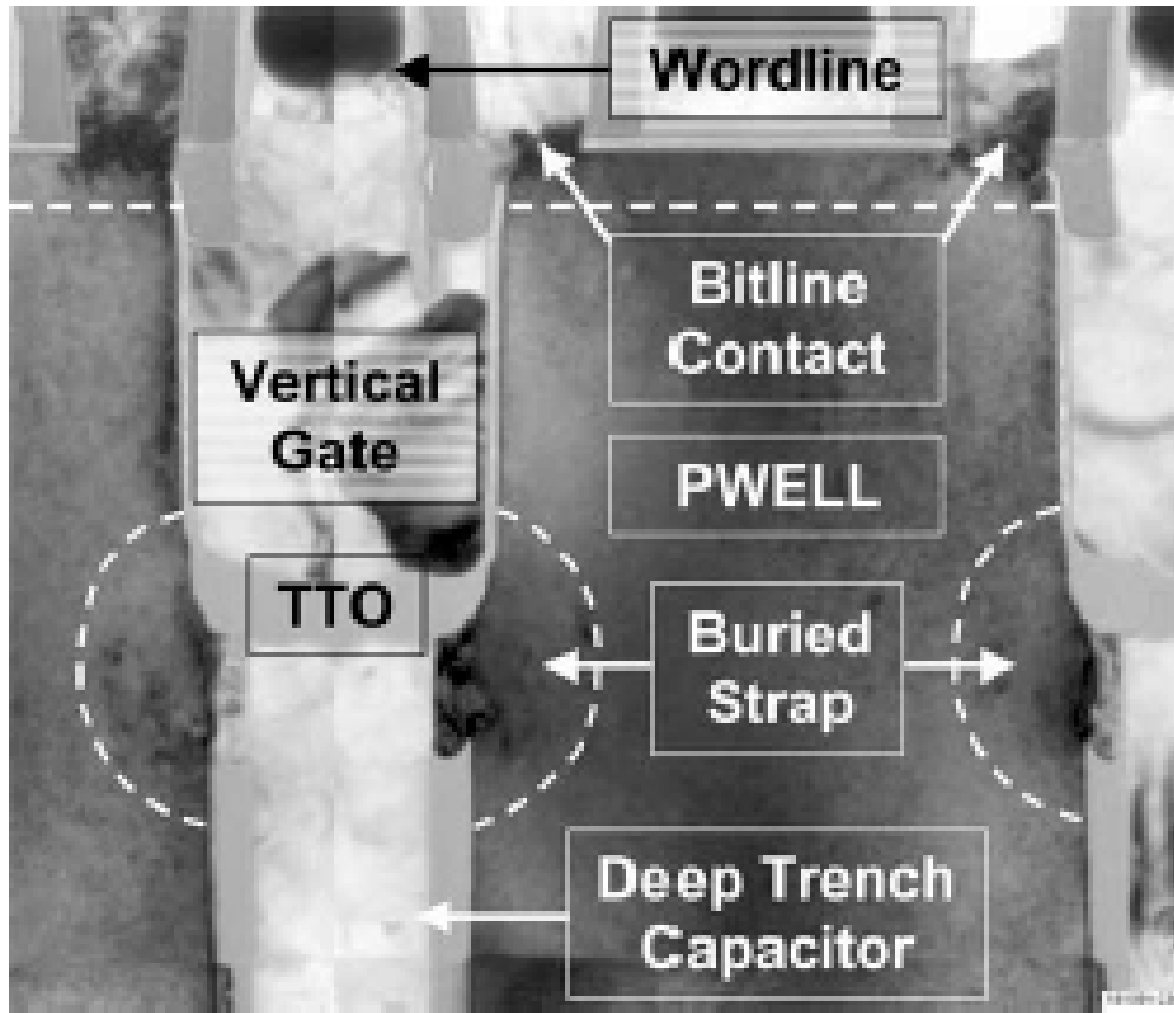 Wordline
Bitline
Contact
Vertical
Gate
PWELL
TTO
Buried
Strap
Deep Trench
Capacitor